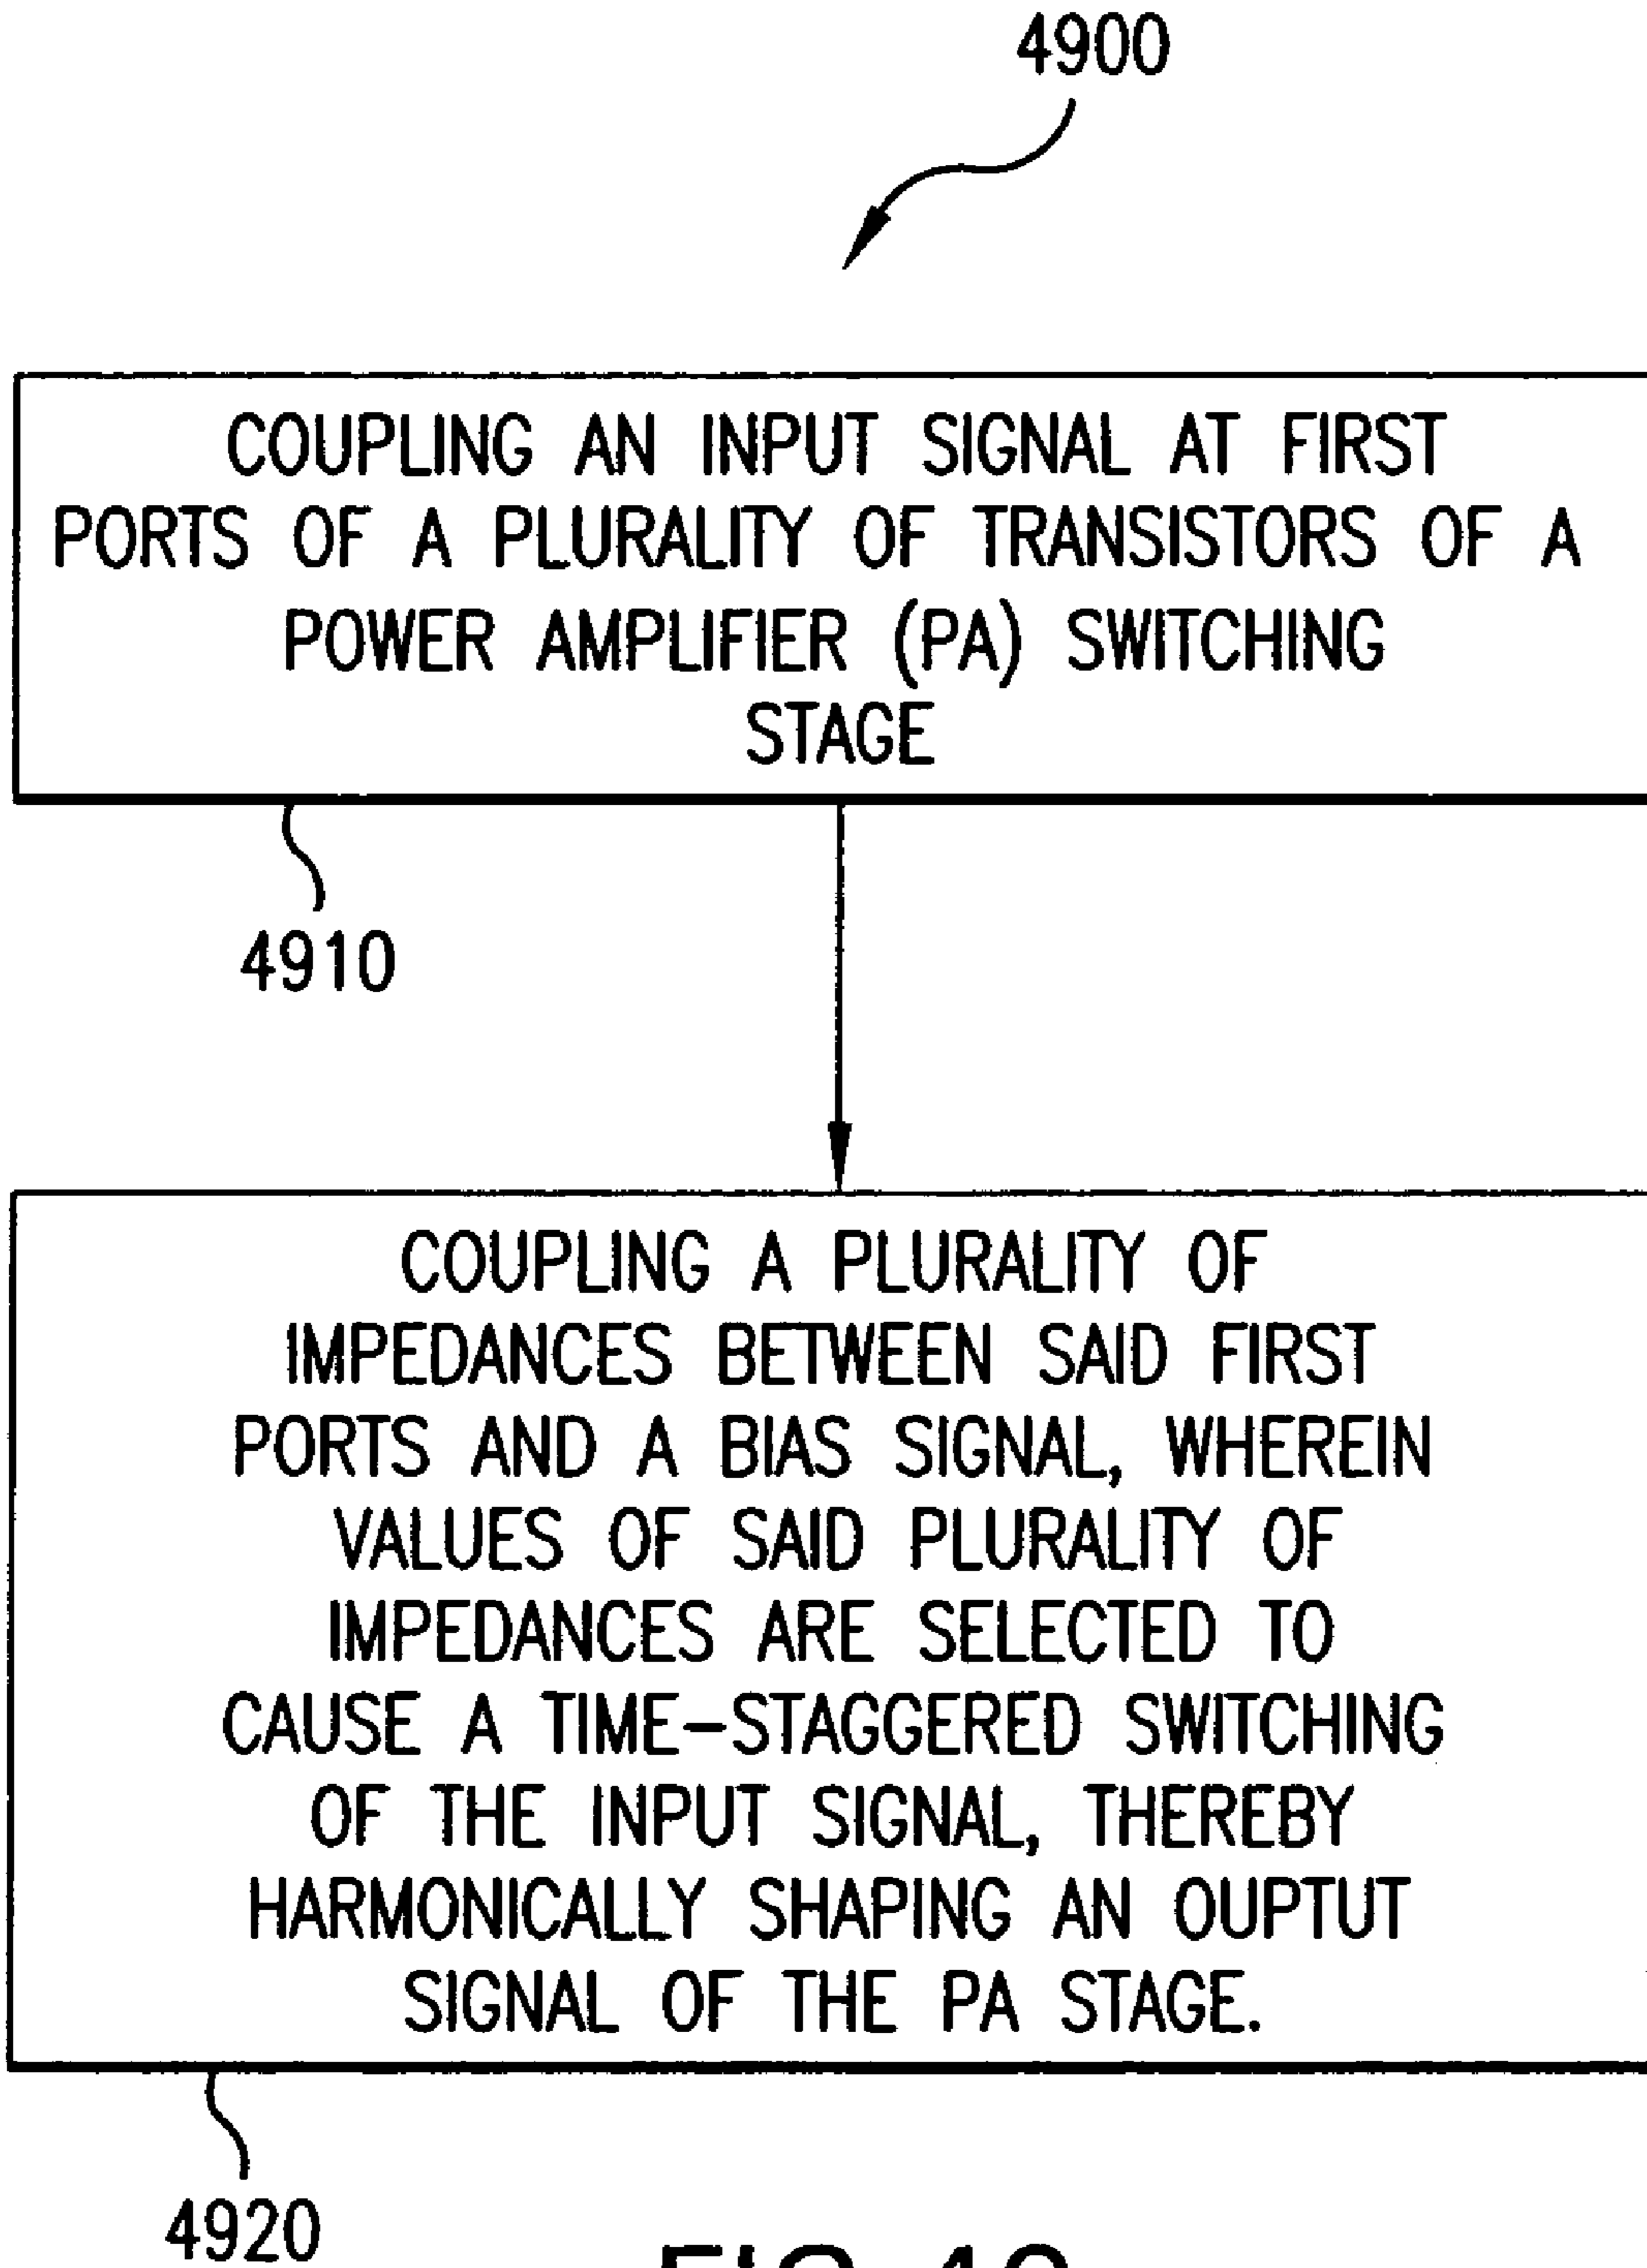 4900
COUPLING AN INPUT SIGNAL AT FIRST
PORTS OF A PLURALITY OF TRANSISTORS OF A
POWER AMPLIFIER (PA) SWITCHING
STAGE
4910
COUPLING A PLURALITY OF
IMPEDANCES BETWEEN SAID FIRST
PORTS AND A BIAS SIGNAL, WHEREIN
VALUES OF SAID PLURALITY OF
IMPEDANCES ARE SELECTED TO
CAUSE A TIME-STAGGERED SWITCHING
OF THE INPUT SIGNAL, THEREBY
HARMONICALLY SHAPING AN OUPTUT
SIGNAL OF THE PA STAGE.
4920